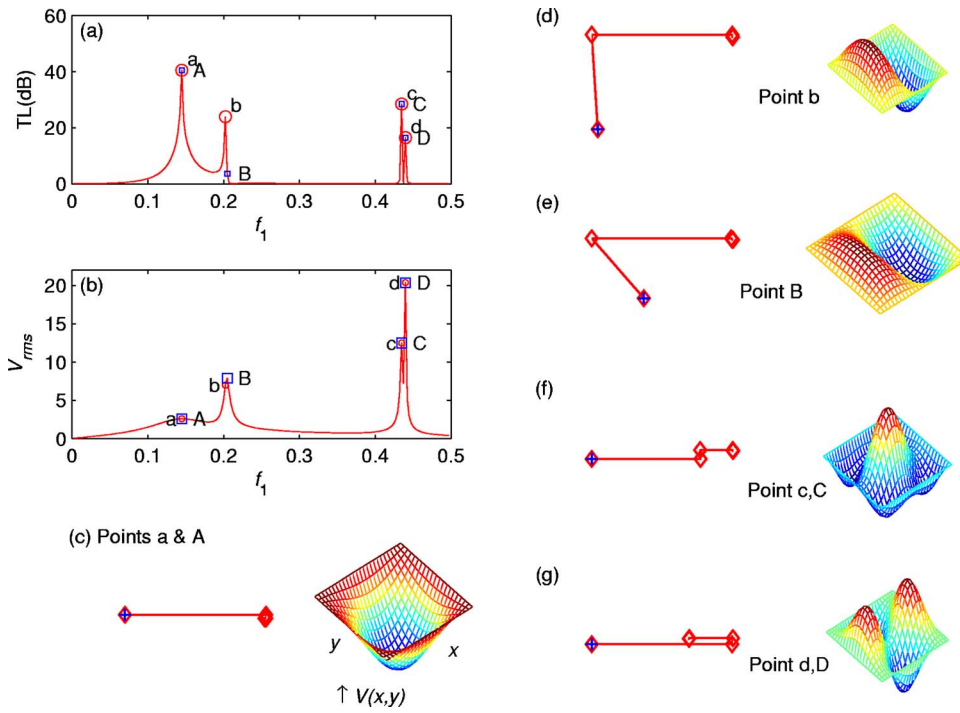 (a)
60
40
20
0
TL(dB)
a
A
b
B
c
C
d
D
0
0.1
0.2
0.3
0.4
0.5
f1
(b)
20
15
10
5
0
Vrms
a
A
b
B
c
C
d
D
0
0.1
0.2
0.3
0.4
0.5
f1
(c) Points a & A
y
x
↑ V(x,y)
(d)
Point b
(e)
Point B
(f)
Point c,C
(g)
Point d,D